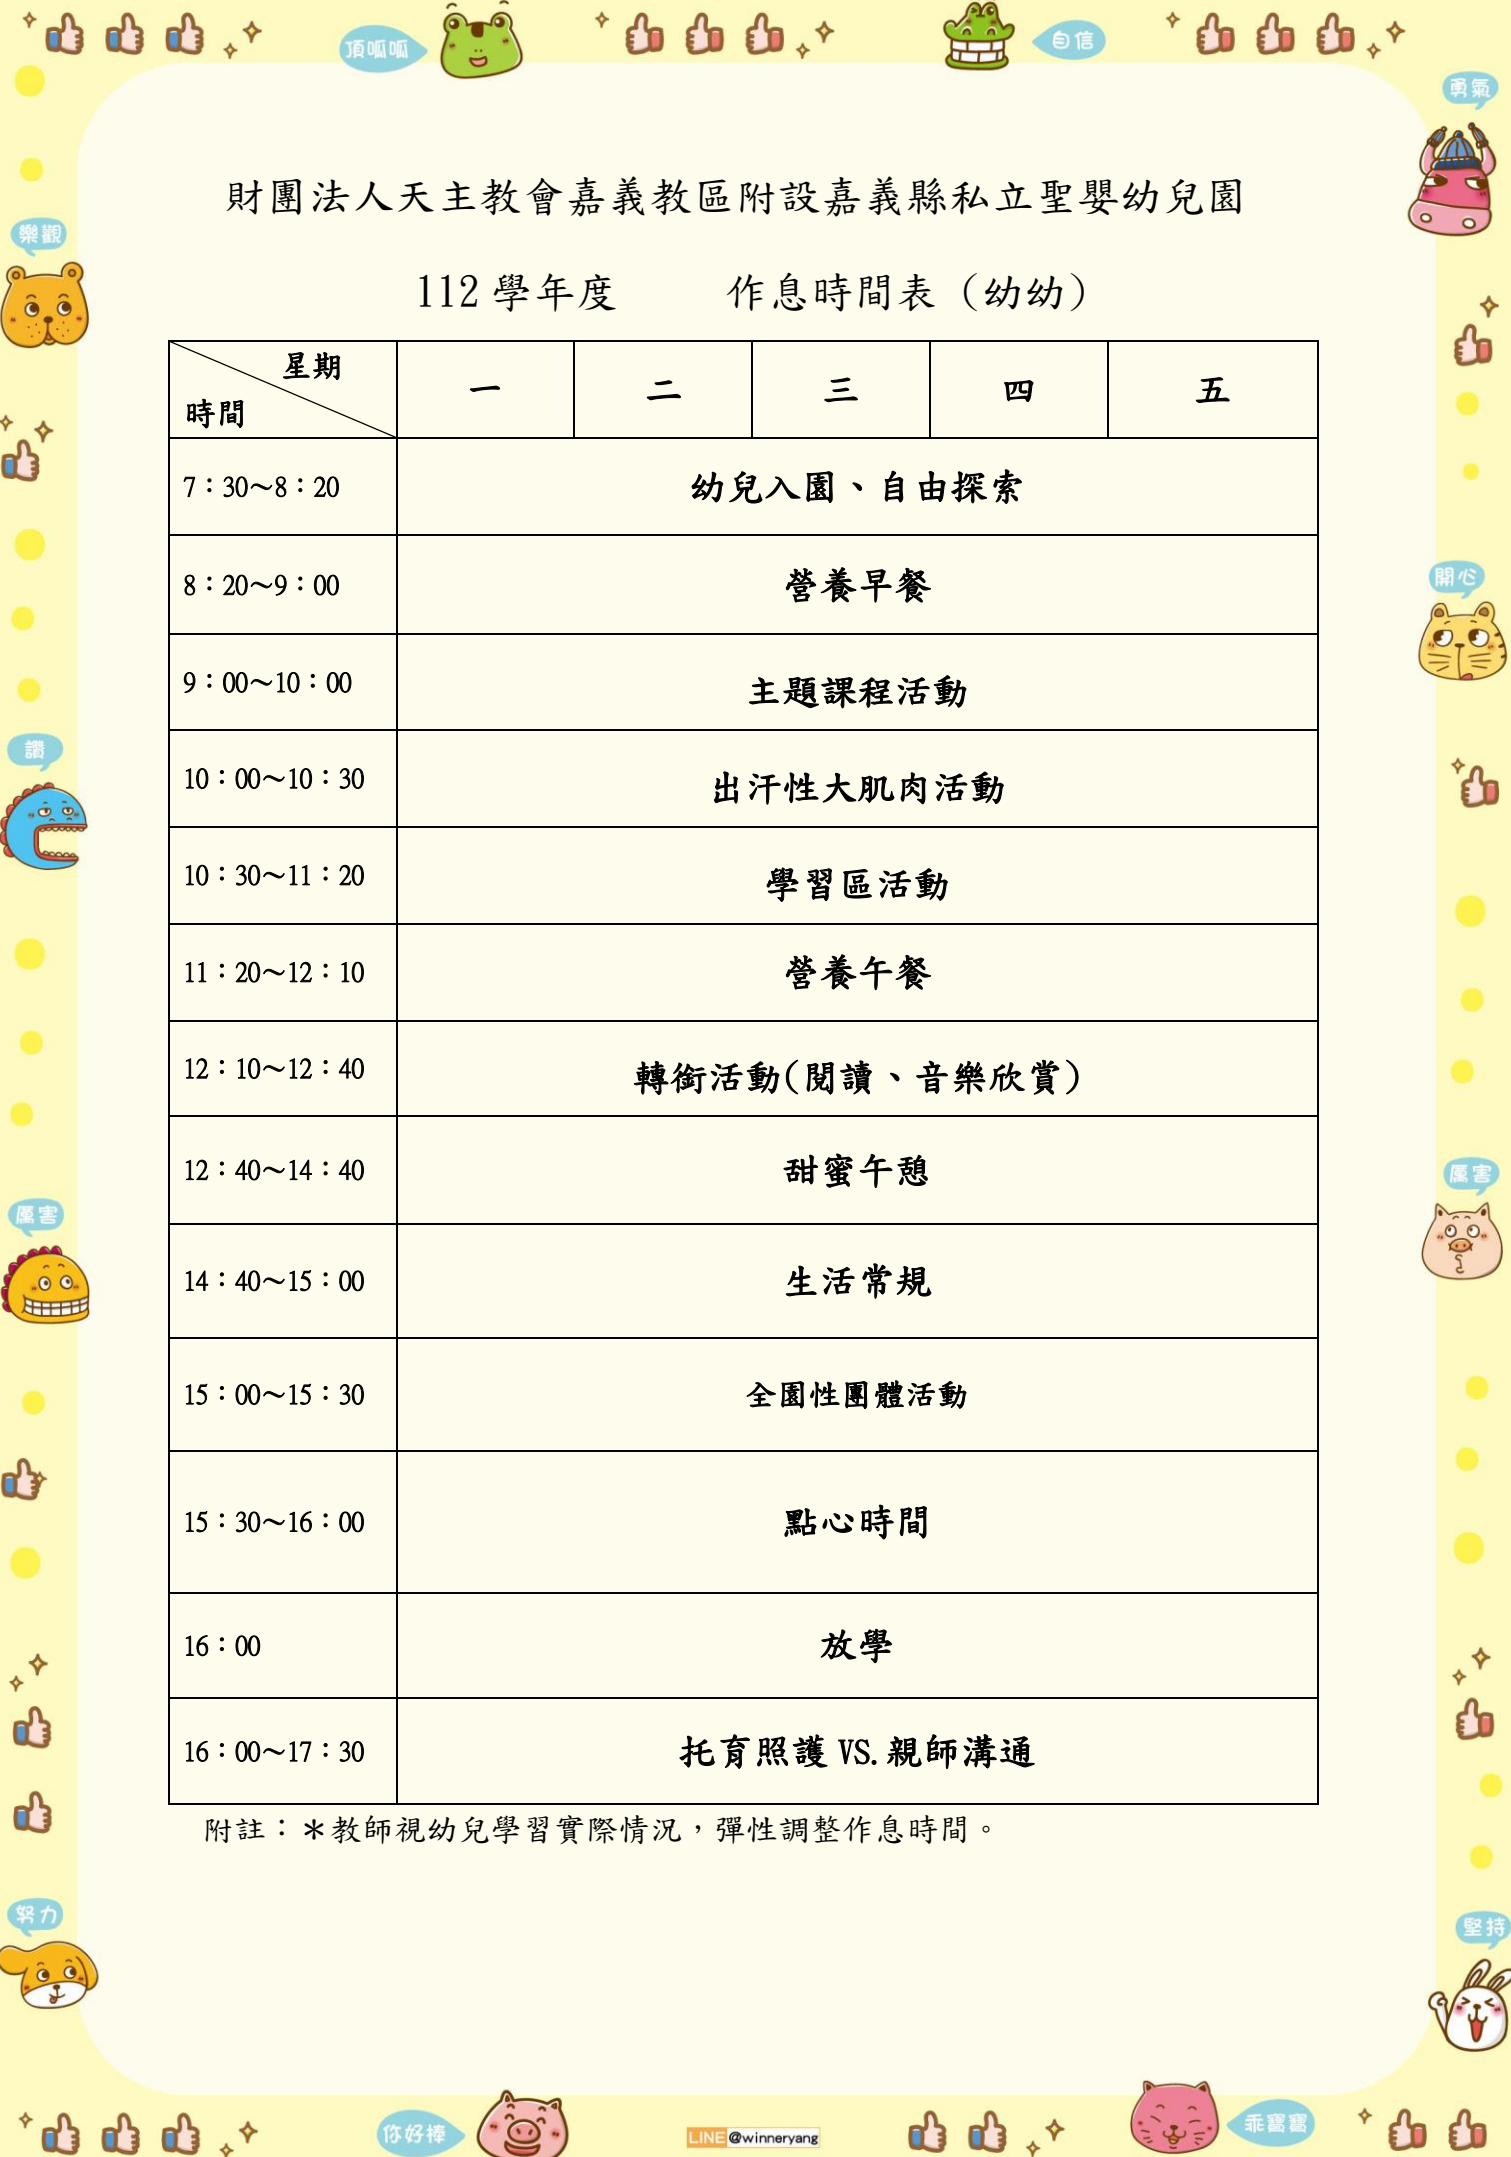 頂呱呱
自信
勇氣
財團法人天主教會嘉義教區附設嘉義縣私立聖嬰幼兒園
樂觀
112學年度 作息時間表（幼幼）
星期
時間
一 二 三 四 五
7：30～8：20 幼兒入園、自由探索
8：20～9：00 營養早餐
開心
9：00～10：00 主題課程活動
讚
10：00～10：30 出汗性大肌肉活動
10：30～11：20 學習區活動
11：20～12：10 營養午餐
12：10～12：40 轉銜活動(閱讀、音樂欣賞)
12：40～14：40 甜蜜午憩
厲害
厲害
14：40～15：00 生活常規
15：00～15：30 全園性團體活動
15：30～16：00 點心時間
16：00 放學
16：00～17：30 托育照護 VS.親師溝通
附註：＊教師視幼兒學習實際情況，彈性調整作息時間。
努力
堅持
你好棒
LINE @winneryang
乖寶寶